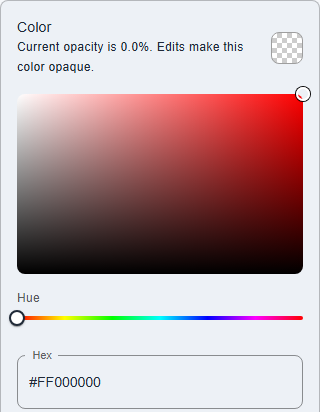 Color
Current opacity is 0.0%. Edits make this
color opaque.
Hue
Hex
#FF000000